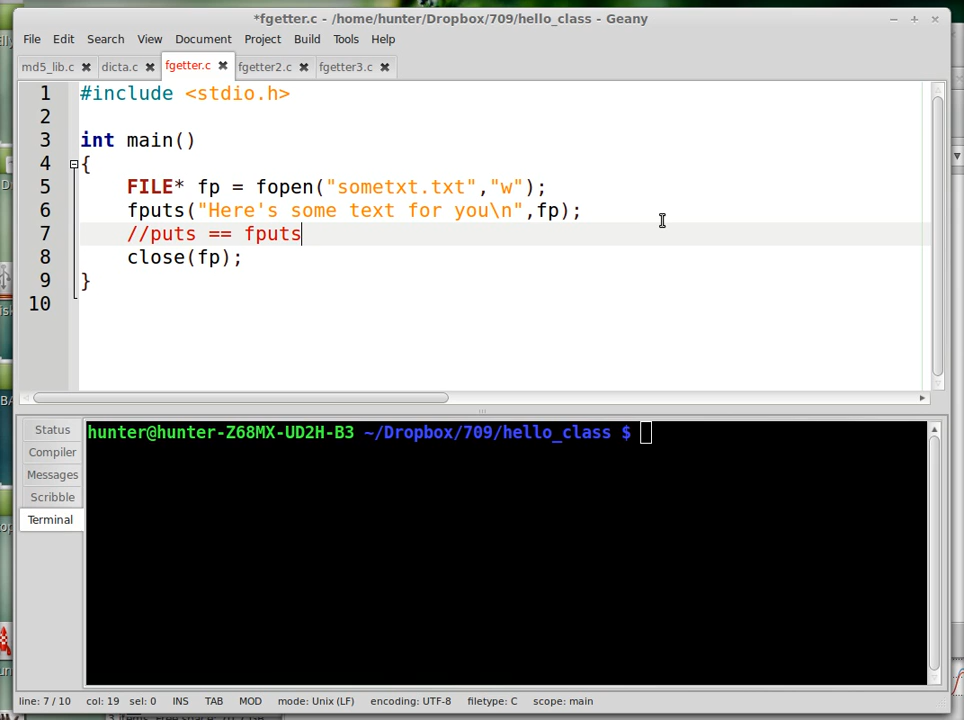 *fgetter.c - /home/hunter/Dropbox/709/hello_class - Geany
File Edit Search View Document Project Build Tools Help
md5_lib.c dicta.c fgetter.c fgetter2.c fgetter3.c
1 #include <stdio.h>
2
3 int main()
4 {
5 FILE* fp = fopen("sometxt.txt","w");
6 fputs("Here's some text for you\n",fp);
7 //puts == fputs
8 close(fp);
9 }
10
Status
Compiler
Messages
Scribble
Terminal
hunter@hunter-Z68MX-UD2H-B3 ~/Dropbox/709/hello_class $
line: 7 / 10 col: 19 sel: 0 INS TAB MOD mode: Unix (LF) encoding: UTF-8 filetype: C scope: main